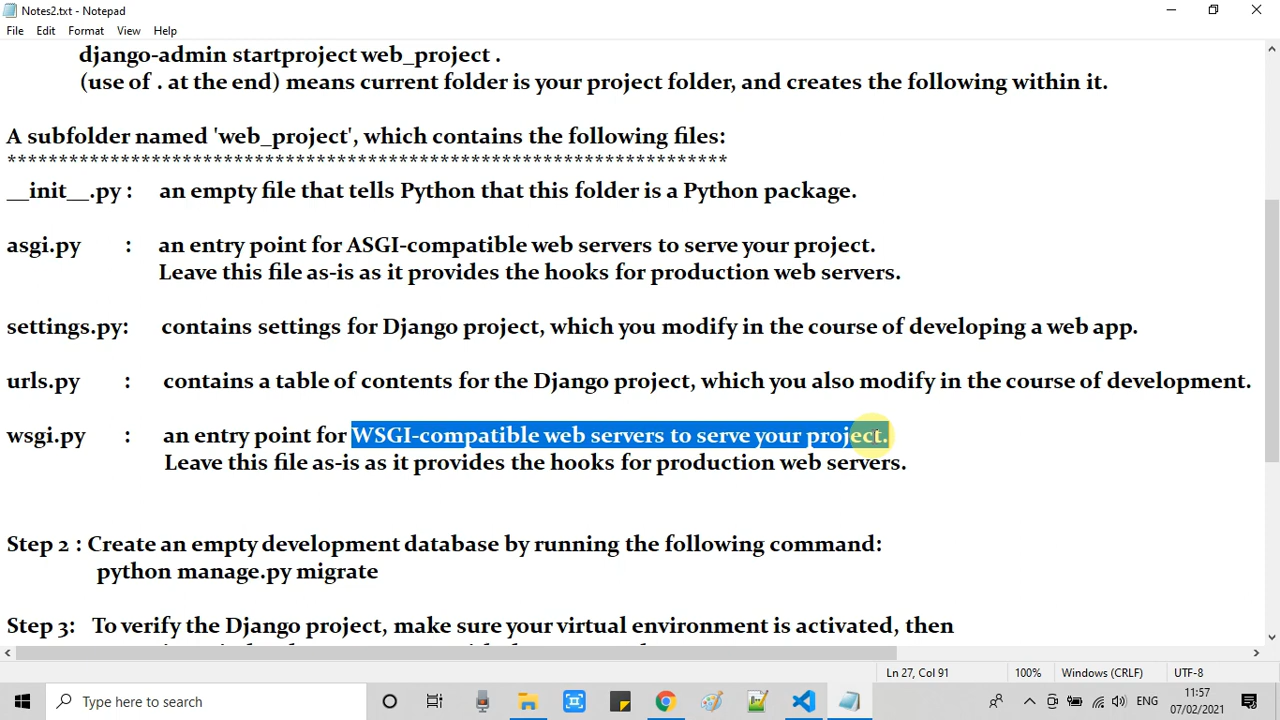 Notes2.txt - Notepad
File Edit Format View Help
django-admin startproject web_project .
(use of . at the end) means current folder is your project folder, and creates the following within it.
A subfolder named 'web_project', which contains the following files:
**********************************************************************
__init__.py : an empty file that tells Python that this folder is a Python package.
asgi.py : an entry point for ASGI-compatible web servers to serve your project.
Leave this file as-is as it provides the hooks for production web servers.
settings.py: contains settings for Django project, which you modify in the course of developing a web app.
urls.py : contains a table of contents for the Django project, which you also modify in the course of development.
wsgi.py : an entry point for WSGI-compatible web servers to serve your project.
Leave this file as-is as it provides the hooks for production web servers.
Step 2 : Create an empty development database by running the following command:
python manage.py migrate
Step 3: To verify the Django project, make sure your virtual environment is activated, then
Ln 27, Col 91 100% Windows (CRLF) UTF-8
Type here to search
ENG
11:57
07/02/2021